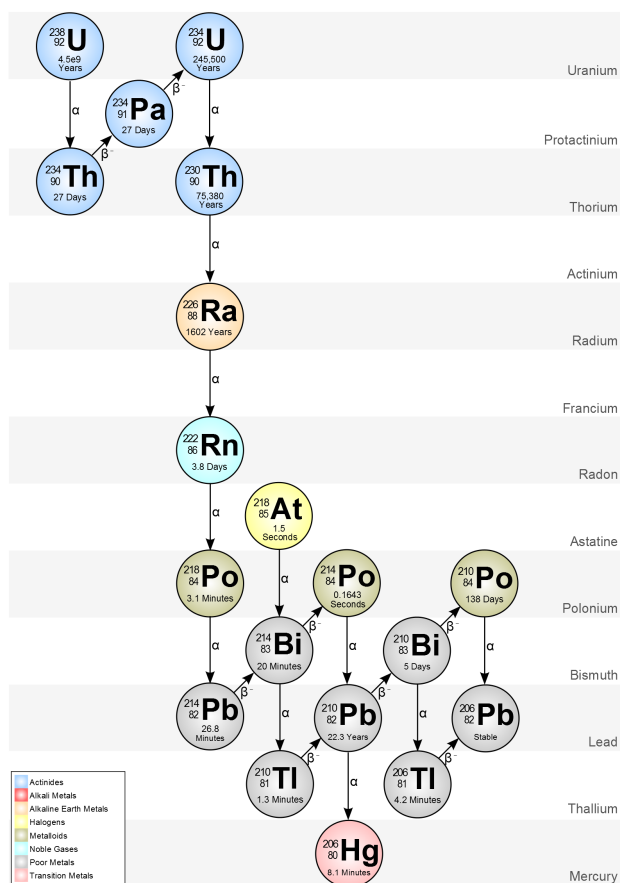 238
92 U
4.5e9
Years
234
92 U
245,500
Years
Uranium
α
β⁻
α
234
91 Pa
27 Days
Protactinium
β⁻
234
90 Th
27 Days
230
90 Th
75,380
Years
Thorium
α
Actinium
226
88 Ra
1602 Years
Radium
α
Francium
222
86 Rn
3.8 Days
Radon
α
218
85 At
1.5
Seconds
Astatine
α
218
84 Po
3.1 Minutes
214
84 Po
0.1643
Seconds
210
84 Po
138 Days
Polonium
α
β⁻
α
β⁻
α
214
83 Bi
20 Minutes
210
83 Bi
5 Days
Bismuth
β⁻
α
β⁻
α
214
82 Pb
26.8
Minutes
210
82 Pb
22.3 Years
206
82 Pb
Stable
Lead
β⁻
α
β⁻
210
81 Tl
1.3 Minutes
206
81 Tl
4.2 Minutes
Thallium
206
80 Hg
8.1 Minutes
Mercury
Actinides
Alkali Metals
Alkaline Earth Metals
Halogens
Metalloids
Noble Gases
Poor Metals
Transition Metals